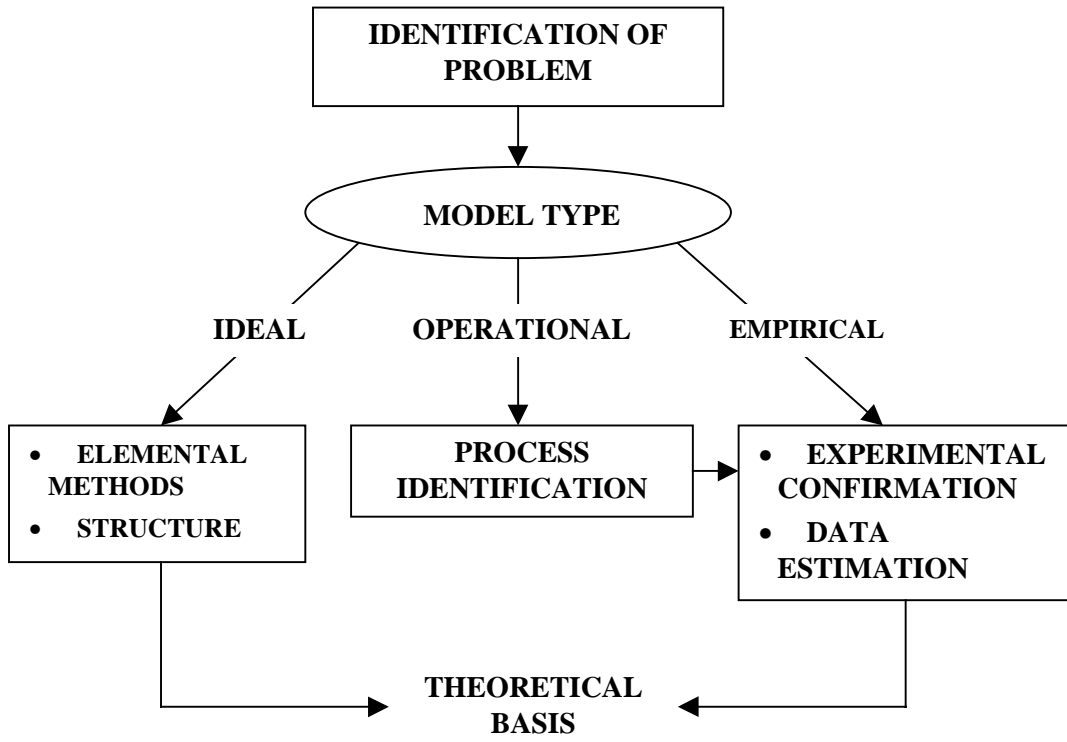 IDENTIFICATION OF
PROBLEM
MODEL TYPE
IDEAL
OPERATIONAL
EMPIRICAL
• ELEMENTAL
METHODS
• STRUCTURE
PROCESS
IDENTIFICATION
• EXPERIMENTAL
CONFIRMATION
• DATA
ESTIMATION
THEORETICAL
BASIS